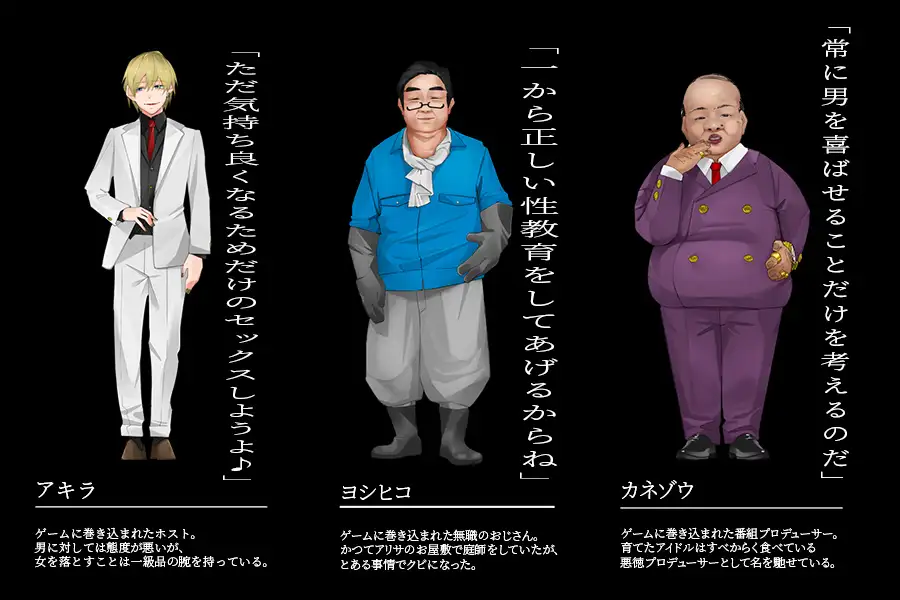 「ただ気持ち良くなるためだけのセックスしようよ♪」
アキラ
ゲームに巻き込まれたホスト。
男に対しては態度が悪いが、
女を落とすことは一級品の腕を持っている。
「一から正しい性教育をしてあげるからね」
ヨシヒコ
ゲームに巻き込まれた無職のおじさん。
かつてアリサのお屋敷で庭師をしていたが、
とある事情でクビになった。
「常に男を喜ばせることだけを考えるのだ」
カネゾウ
ゲームに巻き込まれた番組プロデューサー。
育てたアイドルはすべからく食べている
悪徳プロデューサーとして名を馳せている。